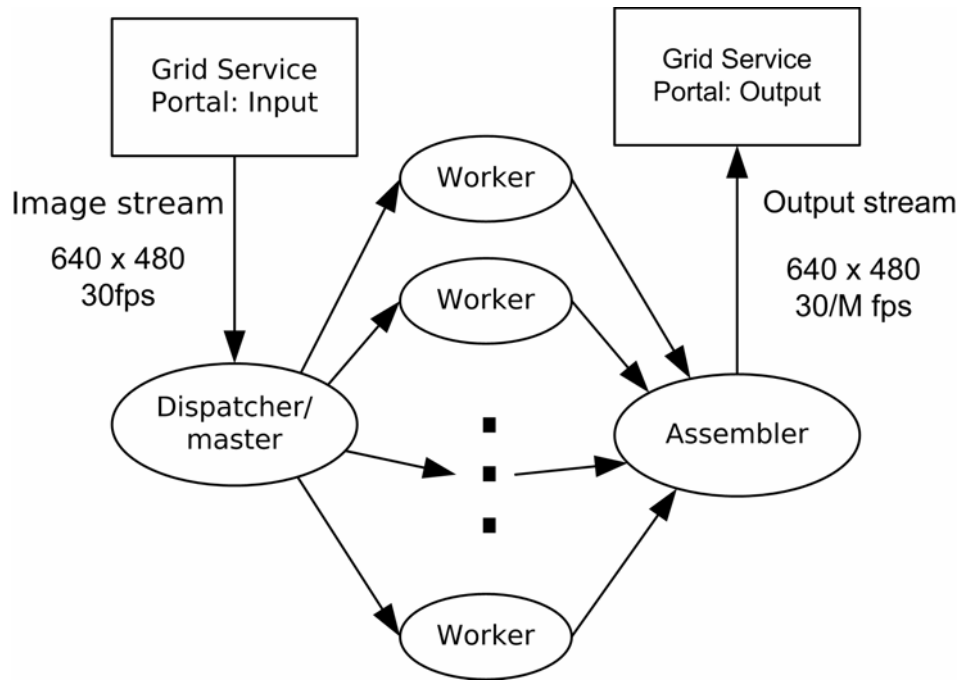 Grid Service
Portal: Input
Grid Service
Portal: Output
Image stream
640 x 480
30fps
Worker
Worker
Output stream
640 x 480
30/M fps
Dispatcher/
master
Assembler
Worker